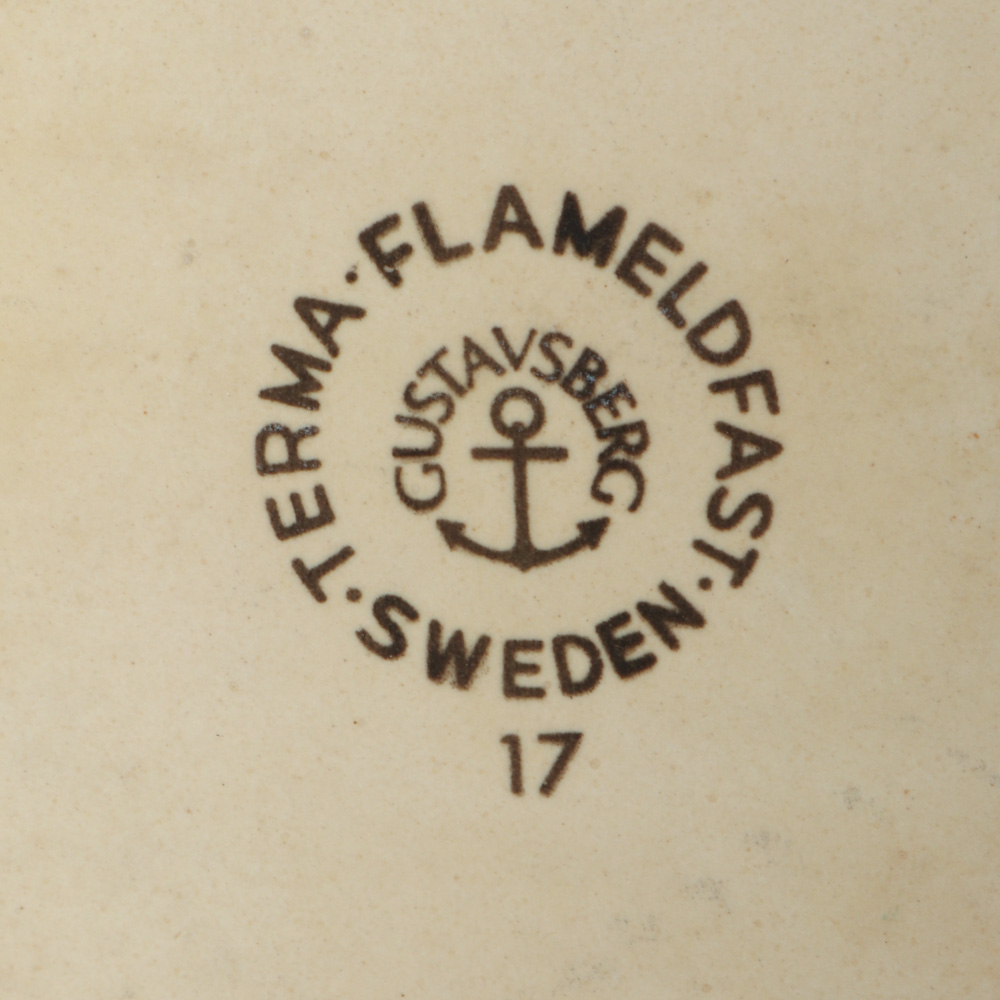 TERMA · FLAMELDFAST · SWEDEN ·
GUSTAVSBERG
17